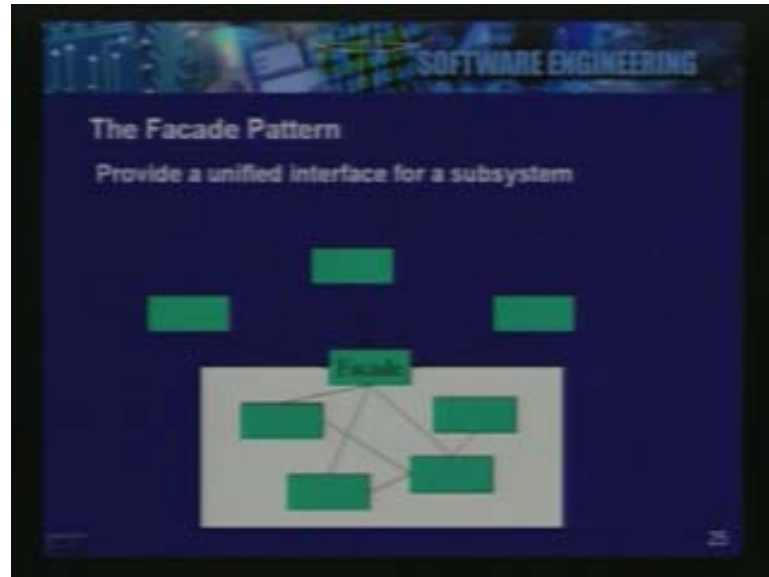 SOFTWARE ENGINEERING
The Facade Pattern
Provide a unified interface for a subsystem
Facade
25